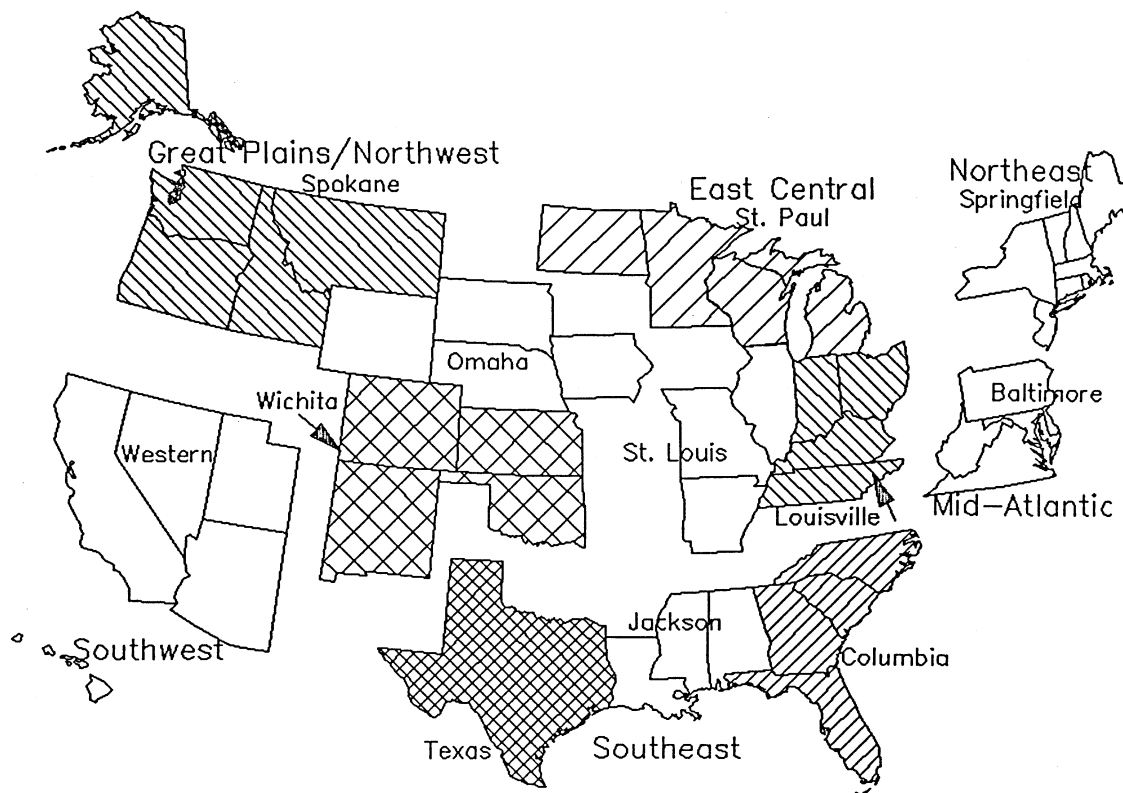 Great Plains/Northwest
Spokane
East Central
St. Paul
Northeast
Springfield
Omaha
Wichita
Baltimore
Western
St. Louis
Mid-Atlantic
Louisville
Jackson
Southwest
Columbia
Texas
Southeast